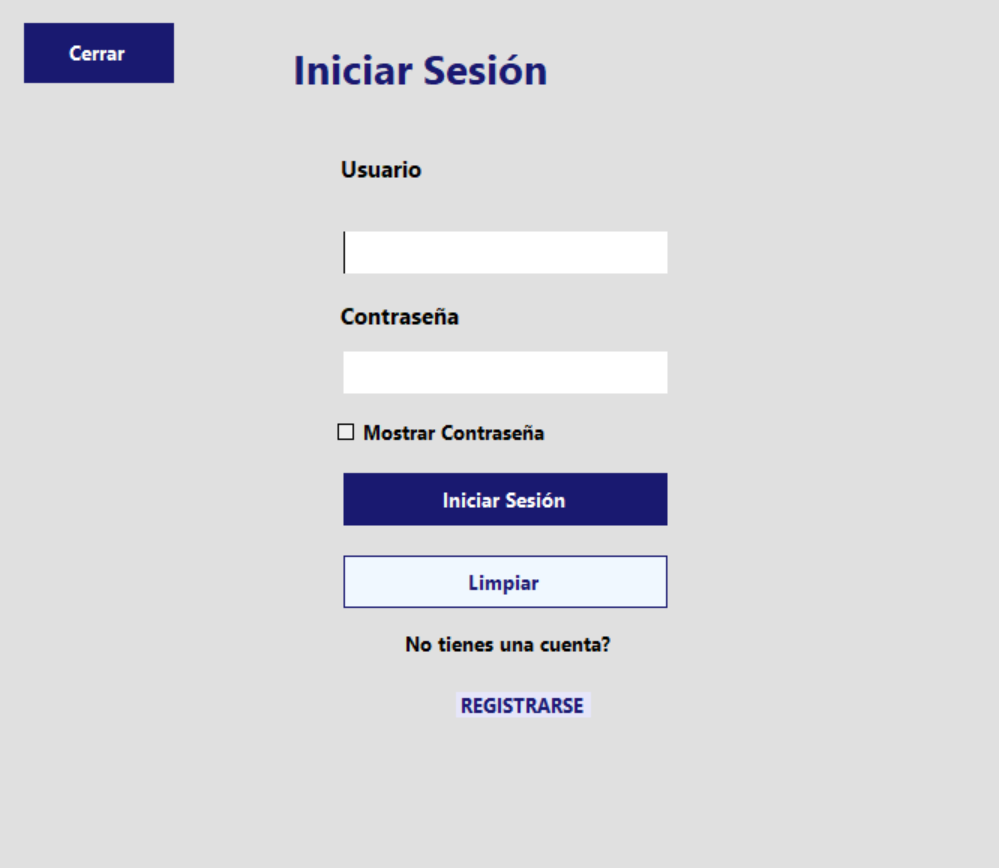 Cerrar
Iniciar Sesión
Usuario
Contraseña
Mostrar Contraseña
Iniciar Sesión
Limpiar
No tienes una cuenta?
REGISTRARSE